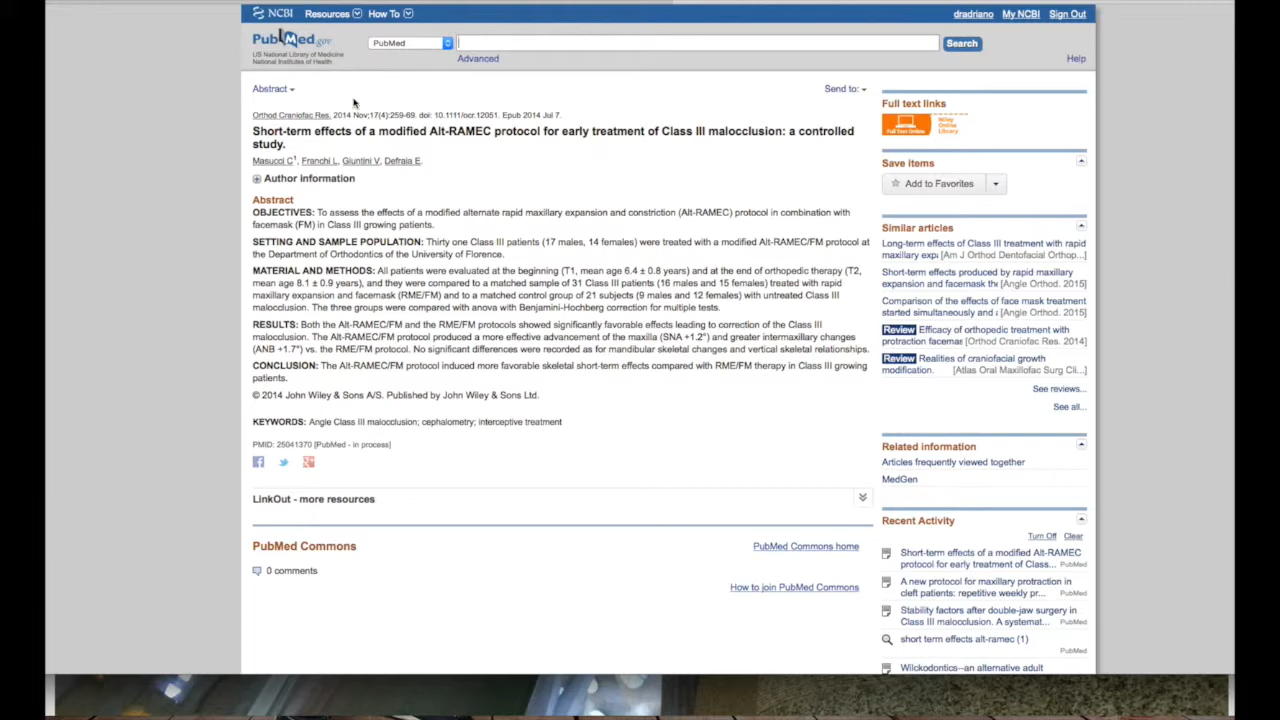 NCBI Resources How To dradriano My NCBI Sign Out
PubMed.gov
US National Library of Medicine
National Institutes of Health
PubMed
Search
Advanced
Help
Abstract
Send to:
Orthod Craniofac Res. 2014 Nov;17(4):259-69. doi: 10.1111/ocr.12051. Epub 2014 Jul 7.
Short-term effects of a modified Alt-RAMEC protocol for early treatment of Class III malocclusion: a controlled
study.
Masucci C1, Franchi L, Giuntini V, Defraia E.
Author information
Abstract
OBJECTIVES: To assess the effects of a modified alternate rapid maxillary expansion and constriction (Alt-RAMEC) protocol in combination with
facemask (FM) in Class III growing patients.
SETTING AND SAMPLE POPULATION: Thirty one Class III patients (17 males, 14 females) were treated with a modified Alt-RAMEC/FM protocol at
the Department of Orthodontics of the University of Florence.
MATERIAL AND METHODS: All patients were evaluated at the beginning (T1, mean age 6.4 ± 0.8 years) and at the end of orthopedic therapy (T2,
mean age 8.1 ± 0.9 years), and they were compared to a matched sample of 31 Class III patients (16 males and 15 females) treated with rapid
maxillary expansion and facemask (RME/FM) and to a matched control group of 21 subjects (9 males and 12 females) with untreated Class III
malocclusion. The three groups were compared with anova with Benjamini-Hochberg correction for multiple tests.
RESULTS: Both the Alt-RAMEC/FM and the RME/FM protocols showed significantly favorable effects leading to correction of the Class III
malocclusion. The Alt-RAMEC/FM protocol produced a more effective advancement of the maxilla (SNA +1.2°) and greater intermaxillary changes
(ANB +1.7°) vs. the RME/FM protocol. No significant differences were recorded as for mandibular skeletal changes and vertical skeletal relationships.
CONCLUSION: The Alt-RAMEC/FM protocol induced more favorable skeletal short-term effects compared with RME/FM therapy in Class III growing
patients.
© 2014 John Wiley & Sons A/S. Published by John Wiley & Sons Ltd.
KEYWORDS: Angle Class III malocclusion; cephalometry; interceptive treatment
PMID: 25041370 [PubMed - in process]
LinkOut - more resources
PubMed Commons
PubMed Commons home
0 comments
How to join PubMed Commons
Full text links
Full Text Online
Wiley
Online
Library
Save items
Add to Favorites
Similar articles
Long-term effects of Class III treatment with rapid
maxillary expa [Am J Orthod Dentofacial Orthop...]
Short-term effects produced by rapid maxillary
expansion and facemask the [Angle Orthod. 2015]
Comparison of the effects of face mask treatment
started simultaneously and a [Angle Orthod. 2015]
Review Efficacy of orthopedic treatment with
protraction facemas [Orthod Craniofac Res. 2014]
Review Realities of craniofacial growth
modification. [Atlas Oral Maxillofac Surg Cli...]
See reviews...
See all...
Related information
Articles frequently viewed together
MedGen
Recent Activity
Turn Off Clear
Short-term effects of a modified Alt-RAMEC
protocol for early treatment of Class... PubMed
A new protocol for maxillary protraction in
cleft patients: repetitive weekly pr... PubMed
Stability factors after double-jaw surgery in
Class III malocclusion. A systemat... PubMed
short term effects alt-ramec (1)
PubMed
Wilckodontics--an alternative adult